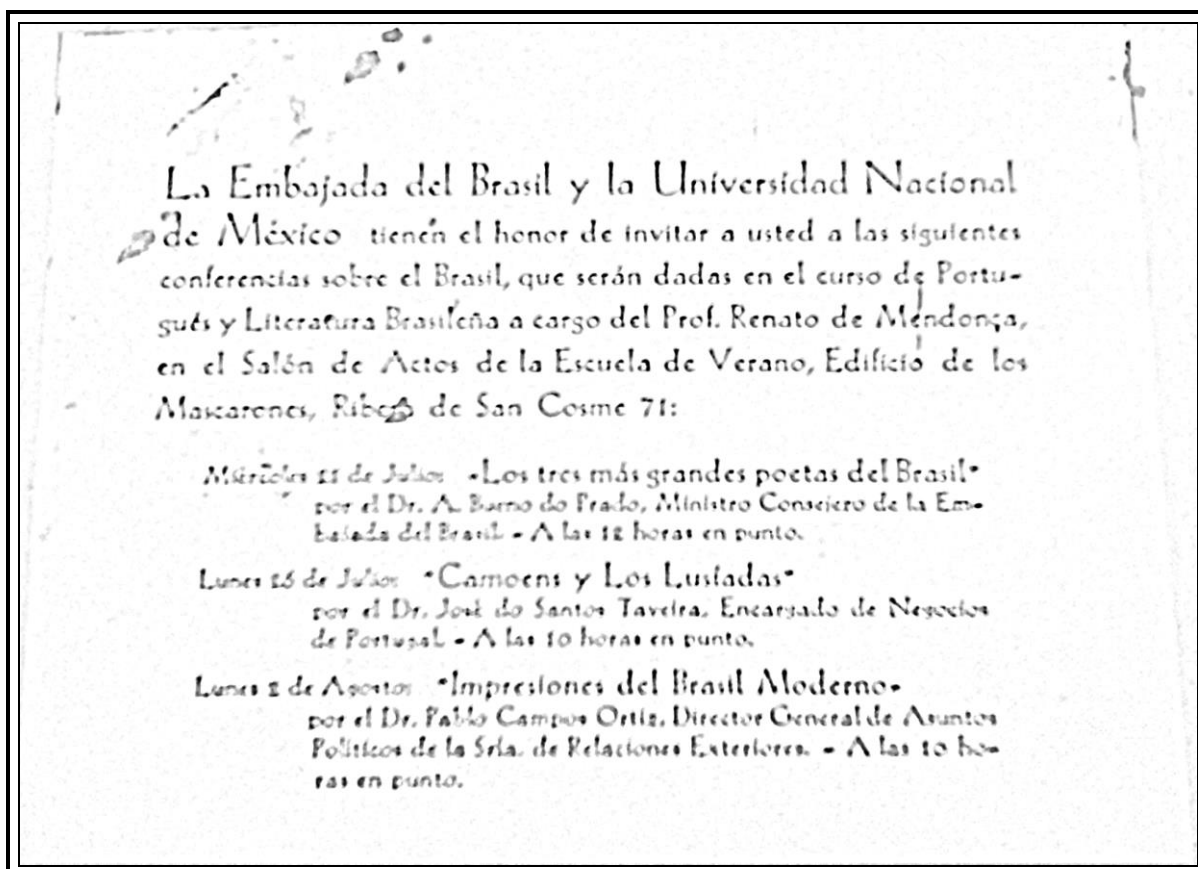 La Embajada del Brasil y la Universidad Nacional
de México tienen el honor de invitar a usted a las siguientes
conferencias sobre el Brasil, que serán dadas en el curso de Portu-
gués y Literatura Brasileña a cargo del Prof. Renato de Mendonça,
en el Salón de Actos de la Escuela de Verano, Edificio de los
Mascarones, Ribera de San Cosme 71:
Miércoles 21 de Julio: "Los tres más grandes poetas del Brasil"
por el Dr. A. Bueno do Prado, Ministro Consejero de la Em-
bajada del Brasil - A las 12 horas en punto.
Lunes 26 de Julio: "Camoens y Los Lusíadas"
por el Dr. José do Santos Taveira, Encargado de Negocios
de Portugal. - A las 10 horas en punto.
Lunes 2 de Agosto: "Impresiones del Brasil Moderno"
por el Dr. Pablo Campos Ortiz, Director General de Asuntos
Políticos de la Sría. de Relaciones Exteriores. - A las 10 ho-
ras en punto.